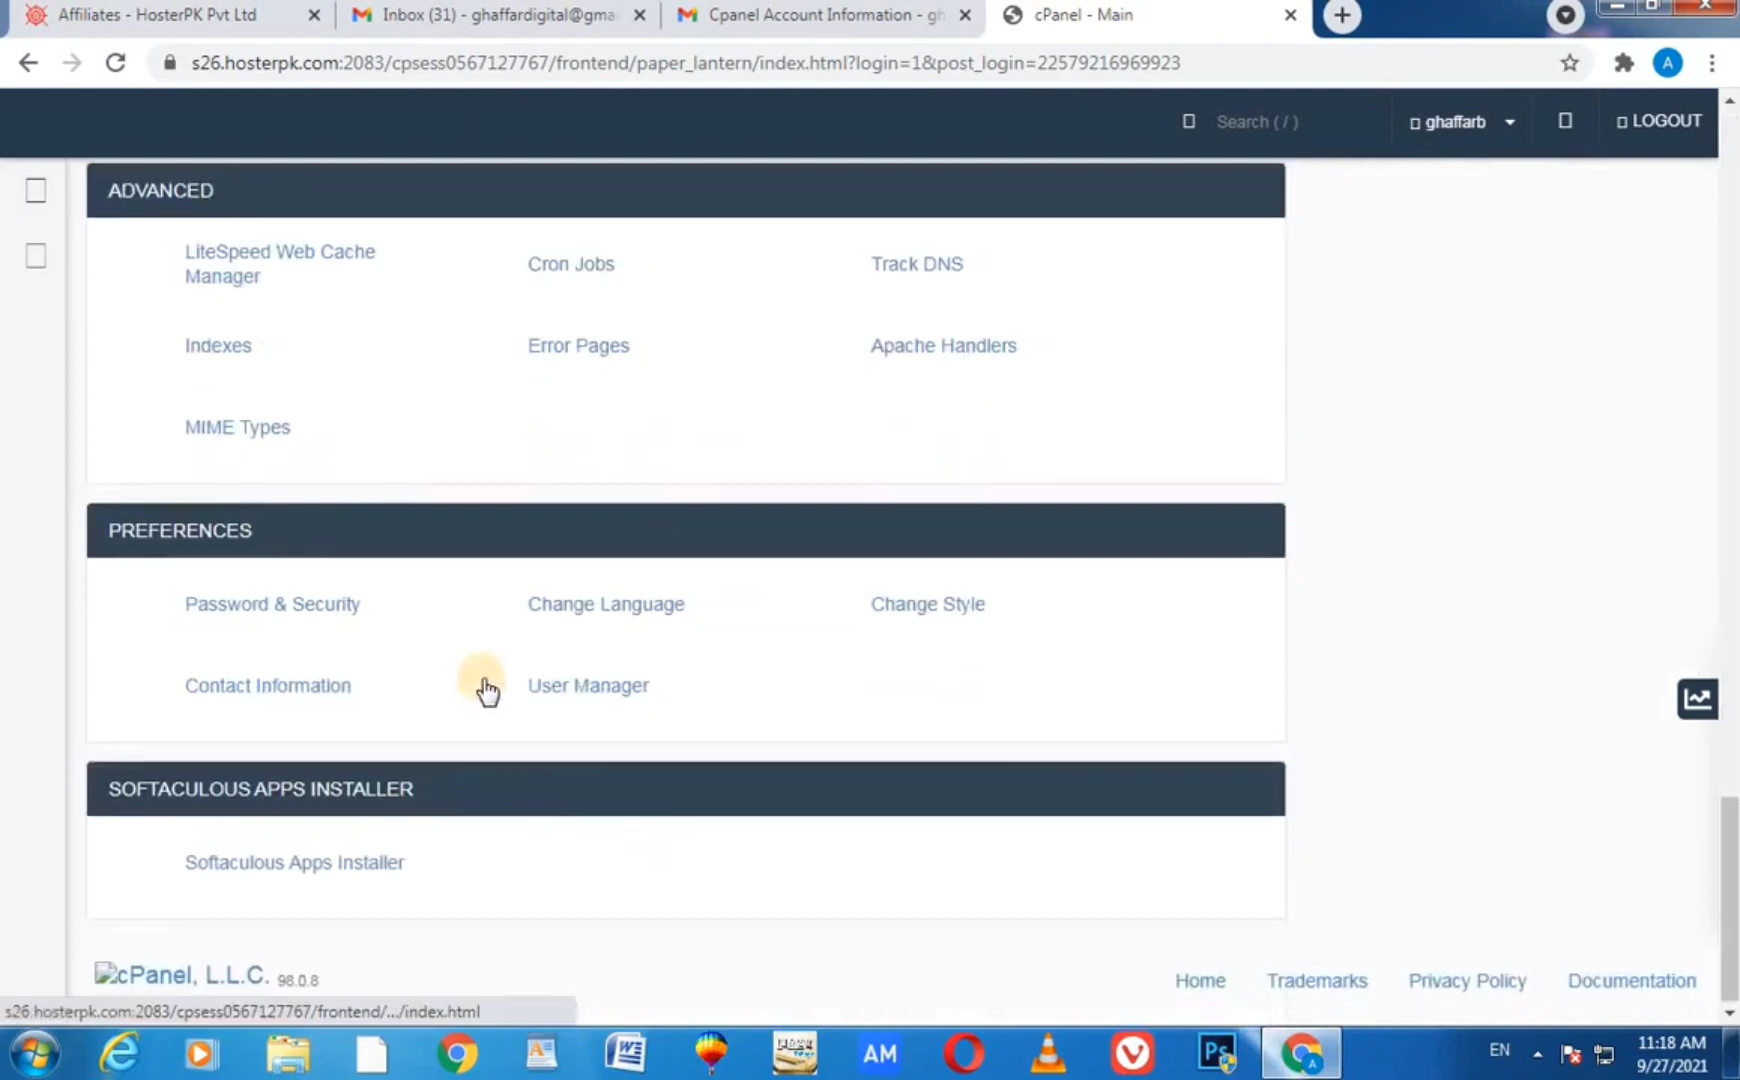 Affiliates - HosterPK Pvt Ltd
Inbox (31) - ghaffardigital@gma
Cpanel Account Information - gh
cPanel - Main
s26.hosterpk.com:2083/cpsess0567127767/frontend/paper_lantern/index.html?login=1&post_login=22579216969923
A
Search ( / )
ghaffarb
LOGOUT
ADVANCED
LiteSpeed Web Cache
Manager
Cron Jobs
Track DNS
Indexes
Error Pages
Apache Handlers
MIME Types
PREFERENCES
Password & Security
Change Language
Change Style
Contact Information
User Manager
SOFTACULOUS APPS INSTALLER
Softaculous Apps Installer
cPanel, L.L.C. 98.0.8
Home
Trademarks
Privacy Policy
Documentation
s26.hosterpk.com:2083/cpsess0567127767/frontend/.../index.html
AM
Ps
A
EN
11:18 AM
9/27/2021